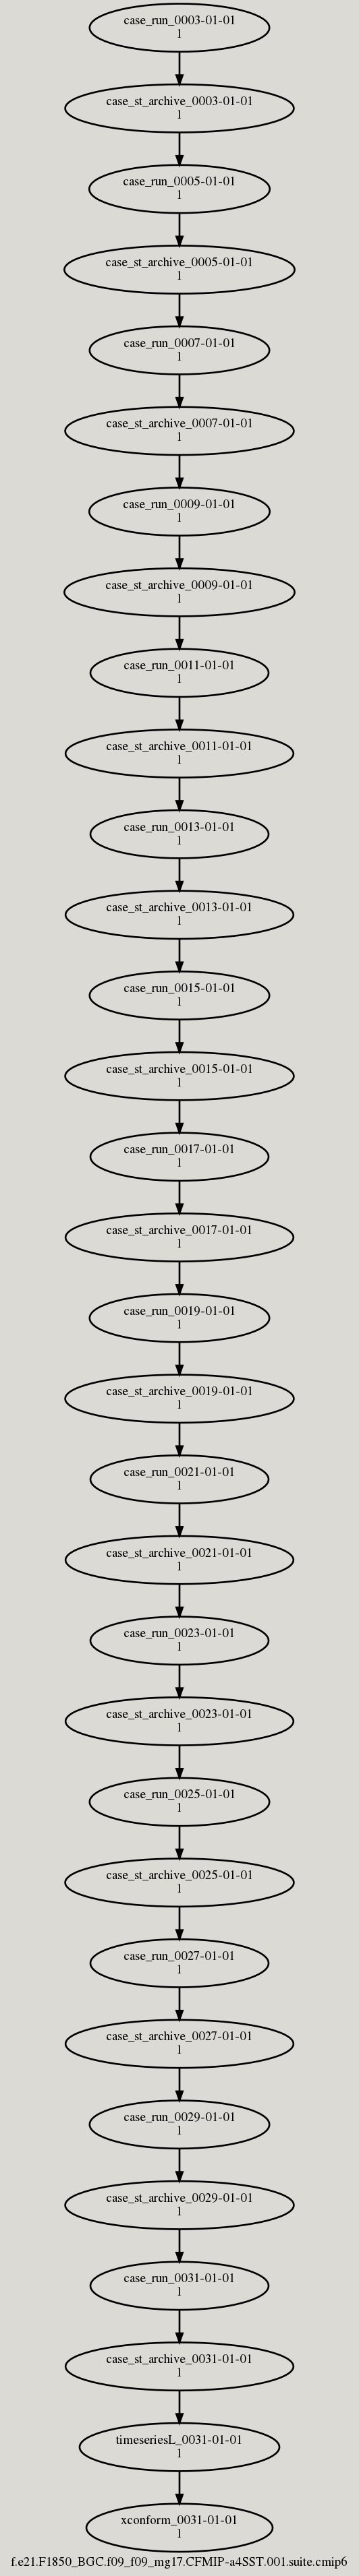 case_run_0003-01-01
1
case_st_archive_0003-01-01
1
case_run_0005-01-01
1
case_st_archive_0005-01-01
1
case_run_0007-01-01
1
case_st_archive_0007-01-01
1
case_run_0009-01-01
1
case_st_archive_0009-01-01
1
case_run_0011-01-01
1
case_st_archive_0011-01-01
1
case_run_0013-01-01
1
case_st_archive_0013-01-01
1
case_run_0015-01-01
1
case_st_archive_0015-01-01
1
case_run_0017-01-01
1
case_st_archive_0017-01-01
1
case_run_0019-01-01
1
case_st_archive_0019-01-01
1
case_run_0021-01-01
1
case_st_archive_0021-01-01
1
case_run_0023-01-01
1
case_st_archive_0023-01-01
1
case_run_0025-01-01
1
case_st_archive_0025-01-01
1
case_run_0027-01-01
1
case_st_archive_0027-01-01
1
case_run_0029-01-01
1
case_st_archive_0029-01-01
1
case_run_0031-01-01
1
case_st_archive_0031-01-01
1
timeseriesL_0031-01-01
1
xconform_0031-01-01
1
f.e21.F1850_BGC.f09_f09_mg17.CFMIP-a4SST.001.suite.cmip6